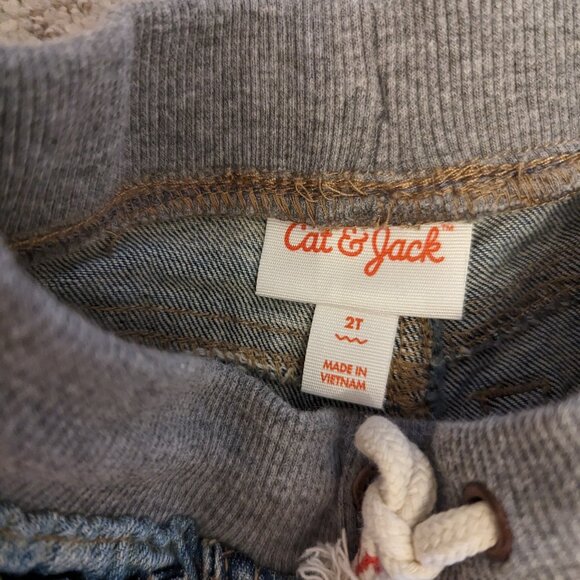 Cat & Jack™
2T
MADE IN
VIETNAM